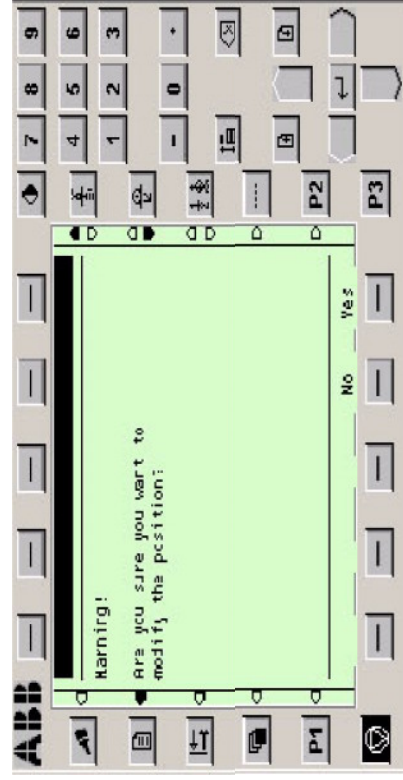 ABB
7 8 9
4 5 6
1 2 3
- 0 .
Warning!
Are you sure you want to
modify the position?
No Yes
P1
P2
P3